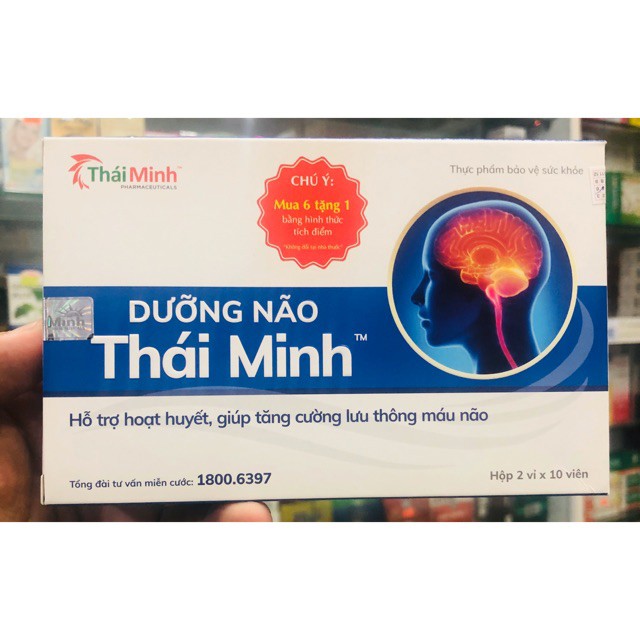 Thái Minh™
PHARMACEUTICALS
CHÚ Ý:
Mua 6 tặng 1
bằng hình thức
tích điểm
Thực phẩm bảo vệ sức khỏe
Minh
DƯỠNG NÃO
Thái Minh™
Hỗ trợ hoạt huyết, giúp tăng cường lưu thông máu não
Tổng đài tư vấn miễn cước: 1800.6397
Hộp 2 vỉ x 10 viên